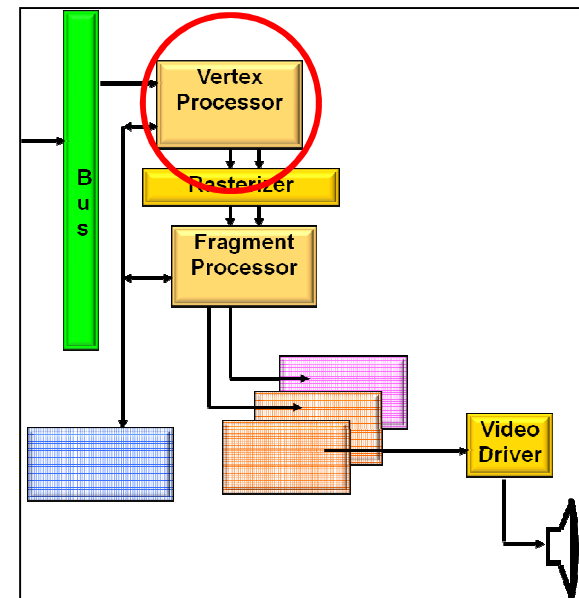 Vertex
Processor
B
u
s
Rasterizer
Fragment
Processor
Video
Driver